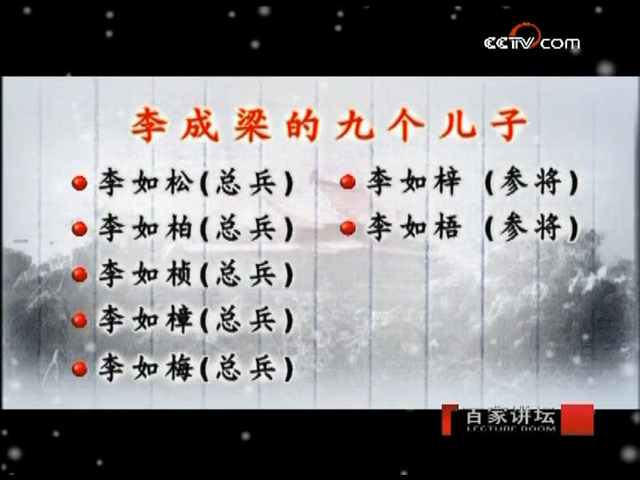 CCTV.com
李成梁的九个儿子
李如松(总兵)
李如柏(总兵)
李如桢(总兵)
李如樟(总兵)
李如梅(总兵)
李如梓 (参将)
李如梧 (参将)
百家讲坛
LECTURE ROOM